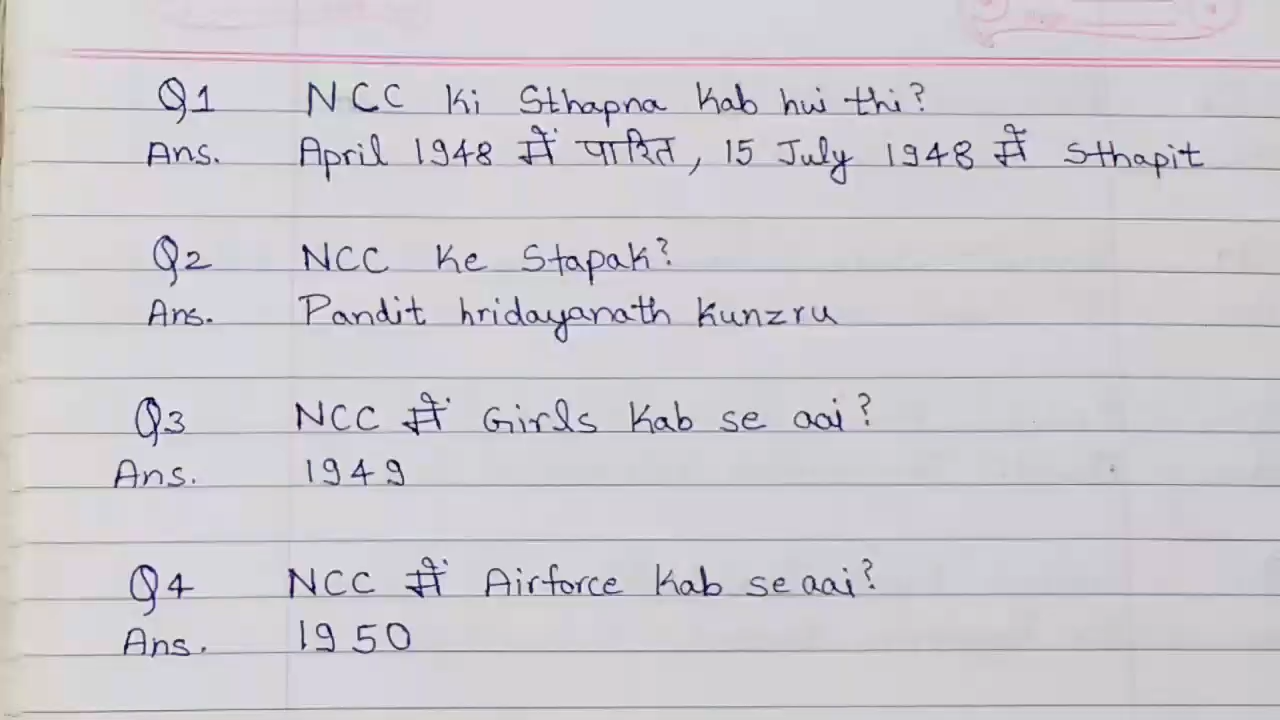 Q1 NCC Ki Sthapna Kab hui thi?
Ans. April 1948 में पारित, 15 July 1948 में Sthapit
Q2 NCC Ke Stapak?
Ans. Pandit hridayanath Kunzru
Q3 NCC में Girls Kab se aai?
Ans. 1949
Q4 NCC में Airforce Kab se aai?
Ans. 1950